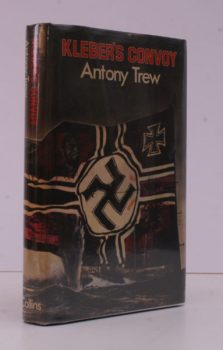 KLEBER'S CONVOY
Antony Trew
Collins